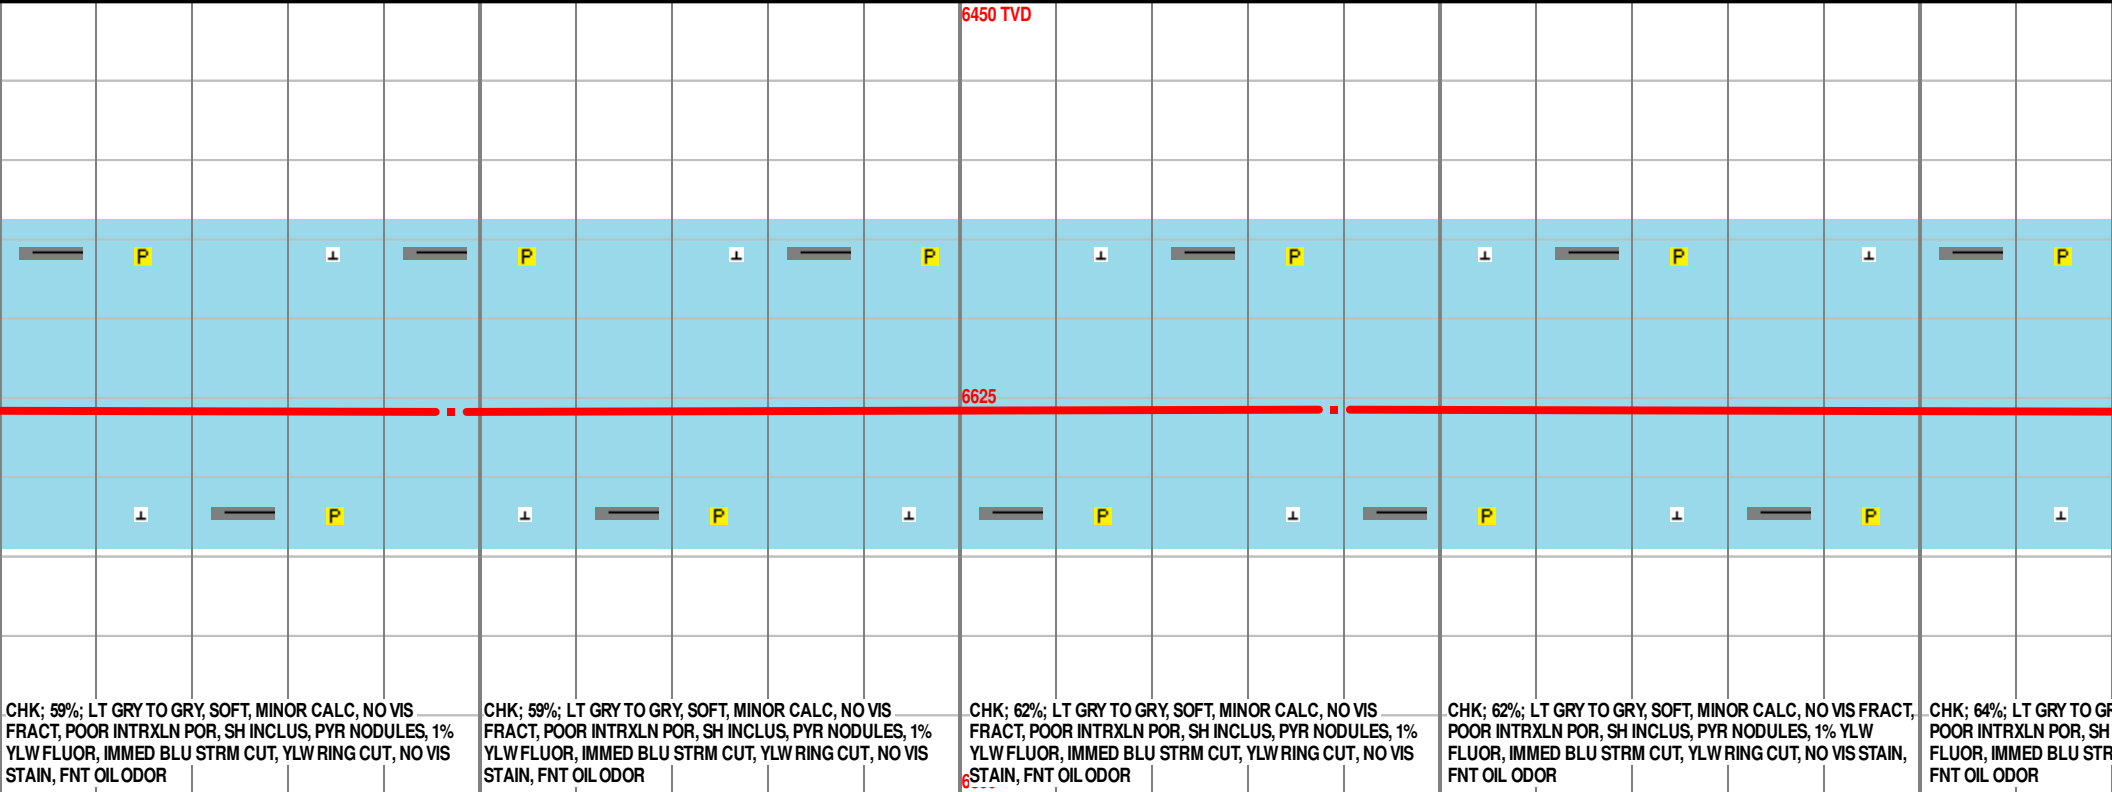 6450 TVD
P
P
P
P
P
P
6625
P
P
P
P
P
CHK; 59%; LT GRY TO GRY, SOFT, MINOR CALC, NO VIS
FRACT, POOR INTRXLN POR, SH INCLUS, PYR NODULES, 1%
YLW FLUOR, IMMED BLU STRM CUT, YLW RING CUT, NO VIS
STAIN, FNT OIL ODOR
CHK; 59%; LT GRY TO GRY, SOFT, MINOR CALC, NO VIS
FRACT, POOR INTRXLN POR, SH INCLUS, PYR NODULES, 1%
YLW FLUOR, IMMED BLU STRM CUT, YLW RING CUT, NO VIS
STAIN, FNT OIL ODOR
CHK; 62%; LT GRY TO GRY, SOFT, MINOR CALC, NO VIS
FRACT, POOR INTRXLN POR, SH INCLUS, PYR NODULES, 1%
YLW FLUOR, IMMED BLU STRM CUT, YLW RING CUT, NO VIS
STAIN, FNT OIL ODOR
CHK; 62%; LT GRY TO GRY, SOFT, MINOR CALC, NO VIS FRACT,
POOR INTRXLN POR, SH INCLUS, PYR NODULES, 1% YLW
FLUOR, IMMED BLU STRM CUT, YLW RING CUT, NO VIS STAIN,
FNT OIL ODOR
CHK; 64%; LT GRY TO GR
POOR INTRXLN POR, SH
FLUOR, IMMED BLU STR
FNT OIL ODOR